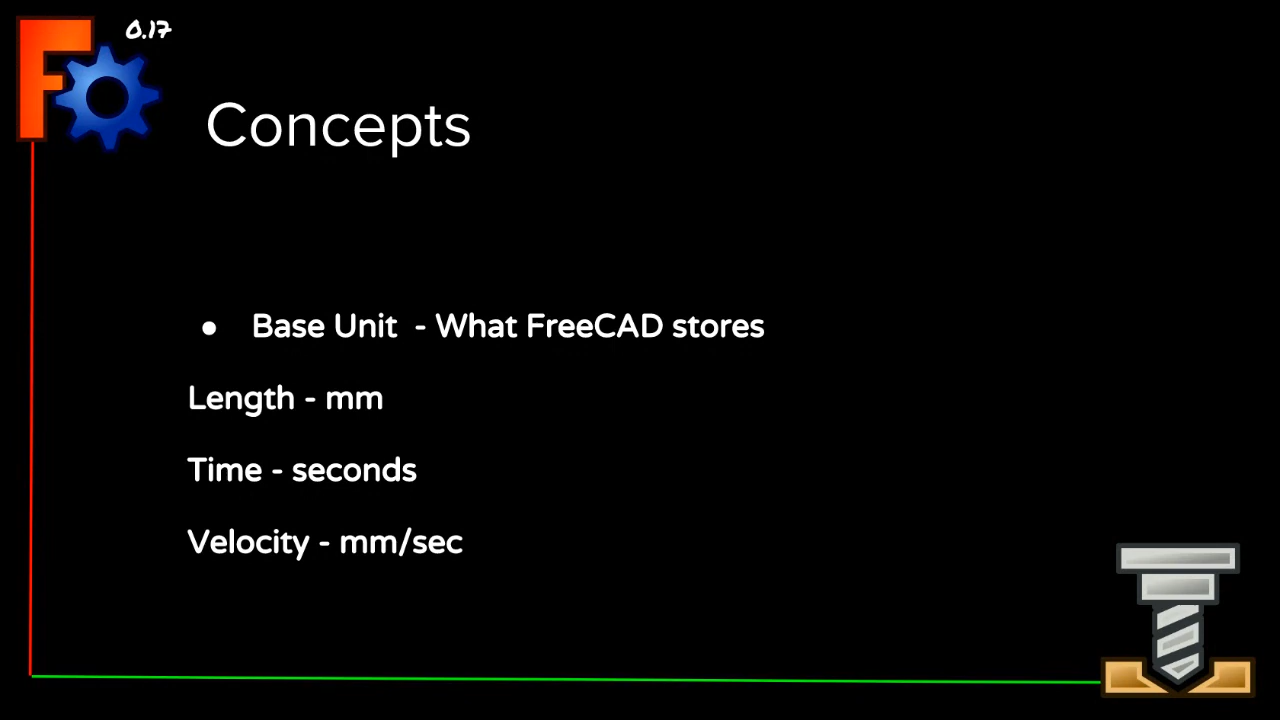 0.17
Concepts
● Base Unit - What FreeCAD stores
Length - mm
Time - seconds
Velocity - mm/sec